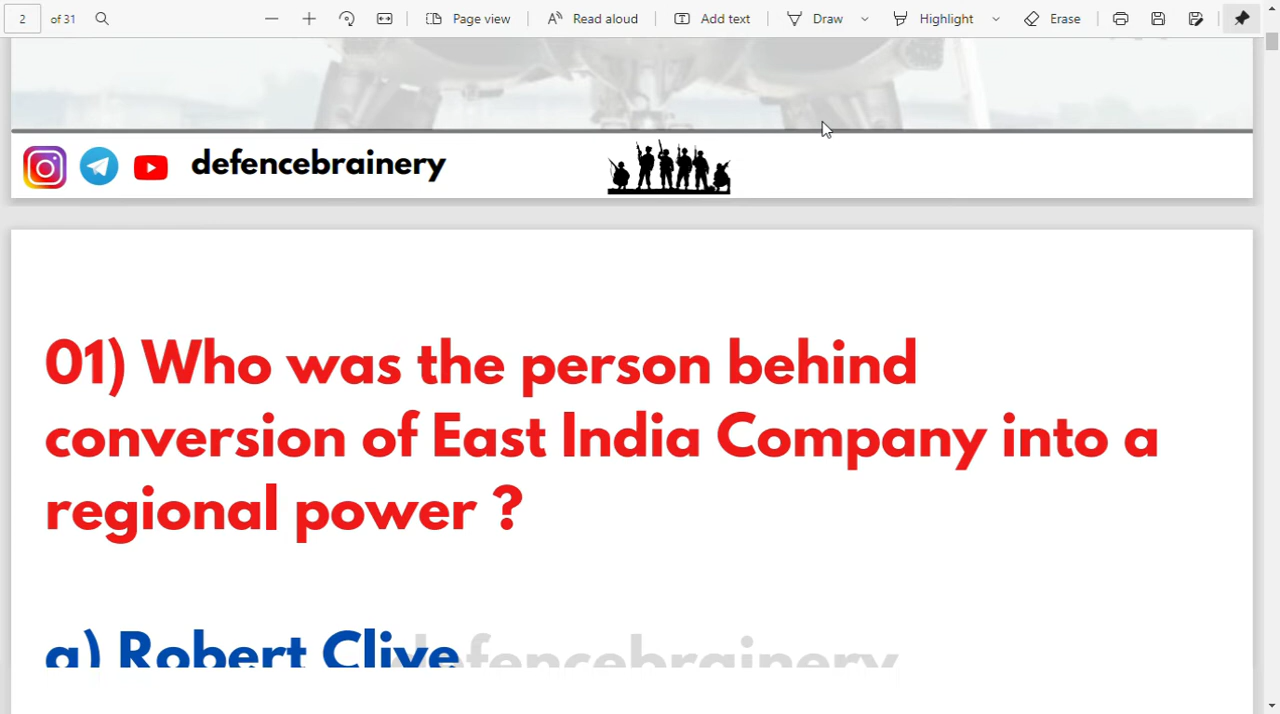 2 of 31 Page view Read aloud Add text Draw Highlight Erase
defencebrainery
01) Who was the person behind
conversion of East India Company into a
regional power ?
a) Robert Clive
defencebrainery